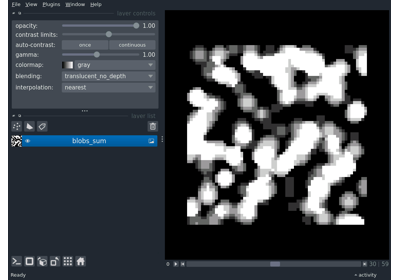 File View Plugins Window Help
layer controls
opacity: 1.00
contrast limits:
auto-contrast: once continuous
gamma: 1.00
colormap: gray
blending: translucent_no_depth
interpolation: nearest
layer list
blobs_sum
30 59
Ready activity